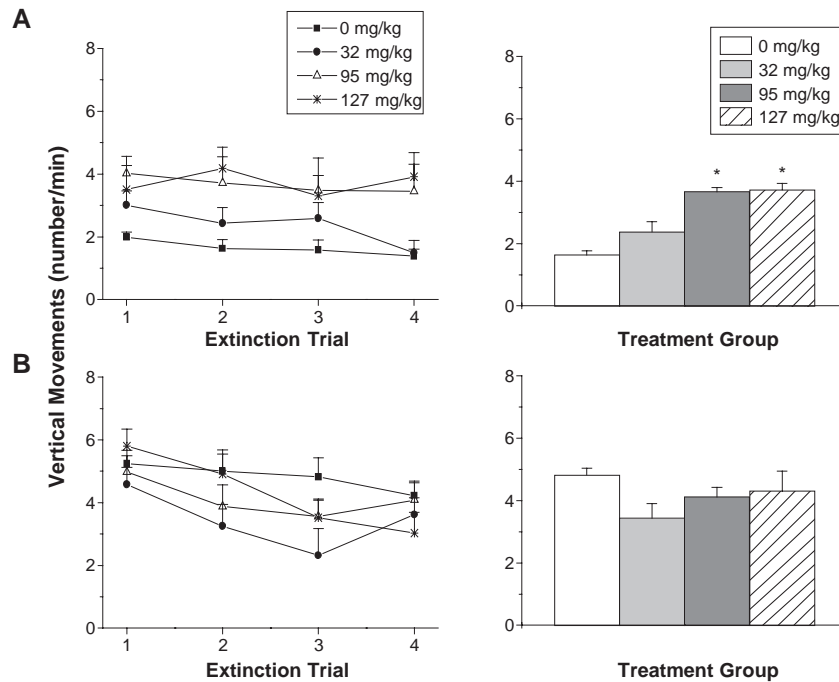 A
0 mg/kg
32 mg/kg
95 mg/kg
127 mg/kg
8
6
4
2
0
1 2 3 4
Extinction Trial
8
6
4
2
0
0 mg/kg
32 mg/kg
95 mg/kg
127 mg/kg
* *
Treatment Group
Vertical Movements (number/min)
B
8
6
4
2
0
1 2 3 4
Extinction Trial
8
6
4
2
0
Treatment Group